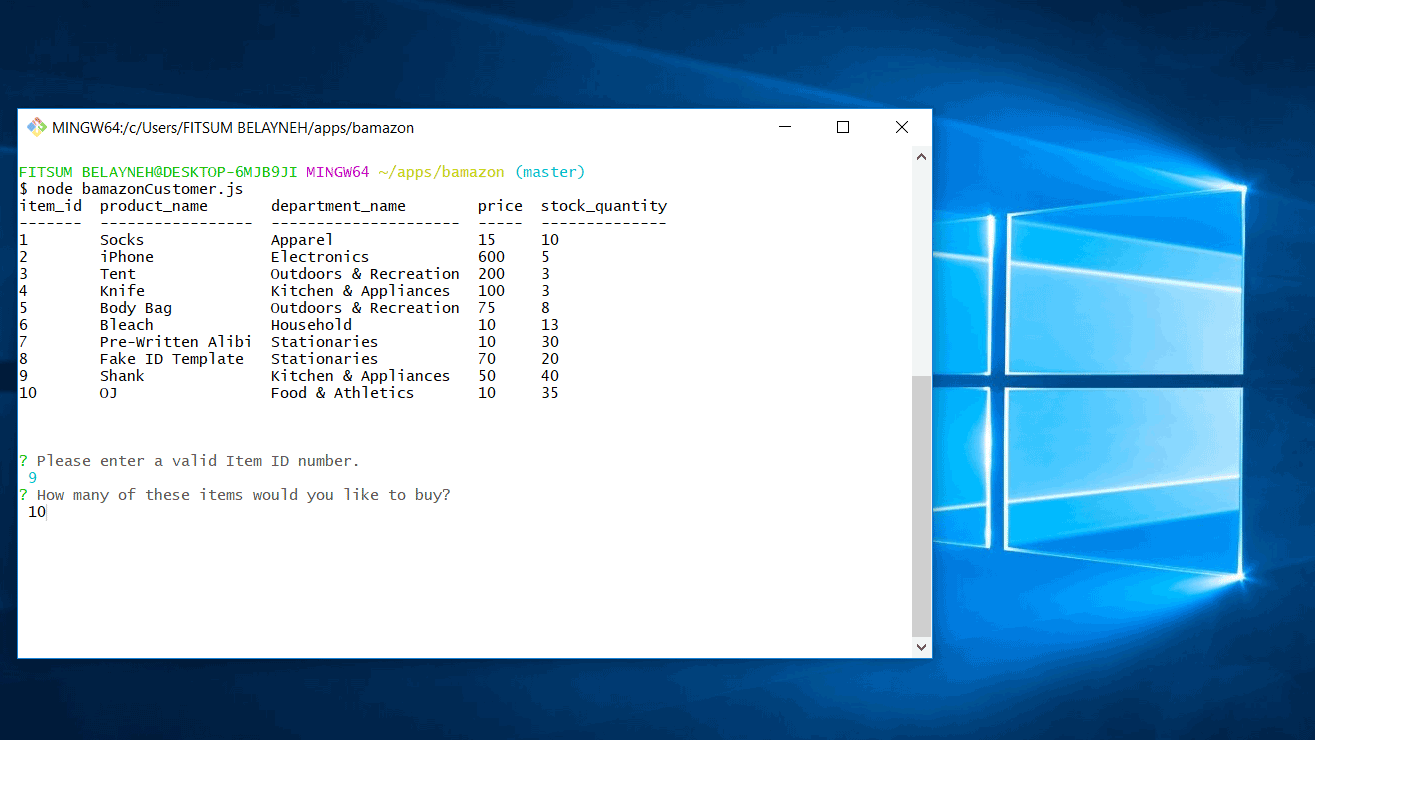 MINGW64:/c/Users/FITSUM BELAYNEH/apps/bamazon
FITSUM BELAYNEH@DESKTOP-6MJB9JI MINGW64 ~/apps/bamazon (master)
$ node bamazonCustomer.js
item_id  product_name       department_name        price  stock_quantity
-------  -----------------  ---------------------  -----  --------------
1        Socks              Apparel                15     10
2        iPhone             Electronics            600    5
3        Tent               Outdoors & Recreation  200    3
4        Knife              Kitchen & Appliances   100    3
5        Body Bag           Outdoors & Recreation  75     8
6        Bleach             Household              10     13
7        Pre-Written Alibi  Stationaries           10     30
8        Fake ID Template   Stationaries           70     20
9        Shank              Kitchen & Appliances   50     40
10       OJ                 Food & Athletics       10     35
? Please enter a valid Item ID number.
9
? How many of these items would you like to buy?
10